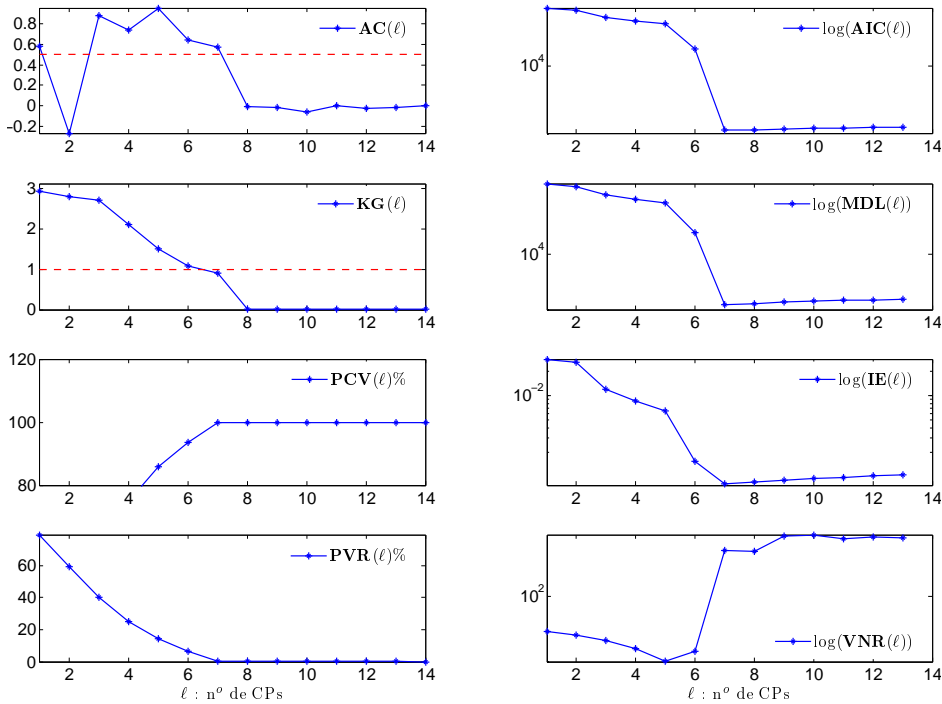 0.8
0.6
0.4
0.2
0
-0.2
2 4 6 8 10 12 14
AC(ℓ)
10⁴
2 4 6 8 10 12 14
log(AIC(ℓ))
3
2
1
0
2 4 6 8 10 12 14
KG(ℓ)
10⁴
2 4 6 8 10 12 14
log(MDL(ℓ))
120
100
80
2 4 6 8 10 12 14
PCV(ℓ)%
10⁻²
2 4 6 8 10 12 14
log(IE(ℓ))
60
40
20
0
2 4 6 8 10 12 14
PVR(ℓ)%
ℓ : nº de CPs
10²
2 4 6 8 10 12 14
log(VNR(ℓ))
ℓ : nº de CPs